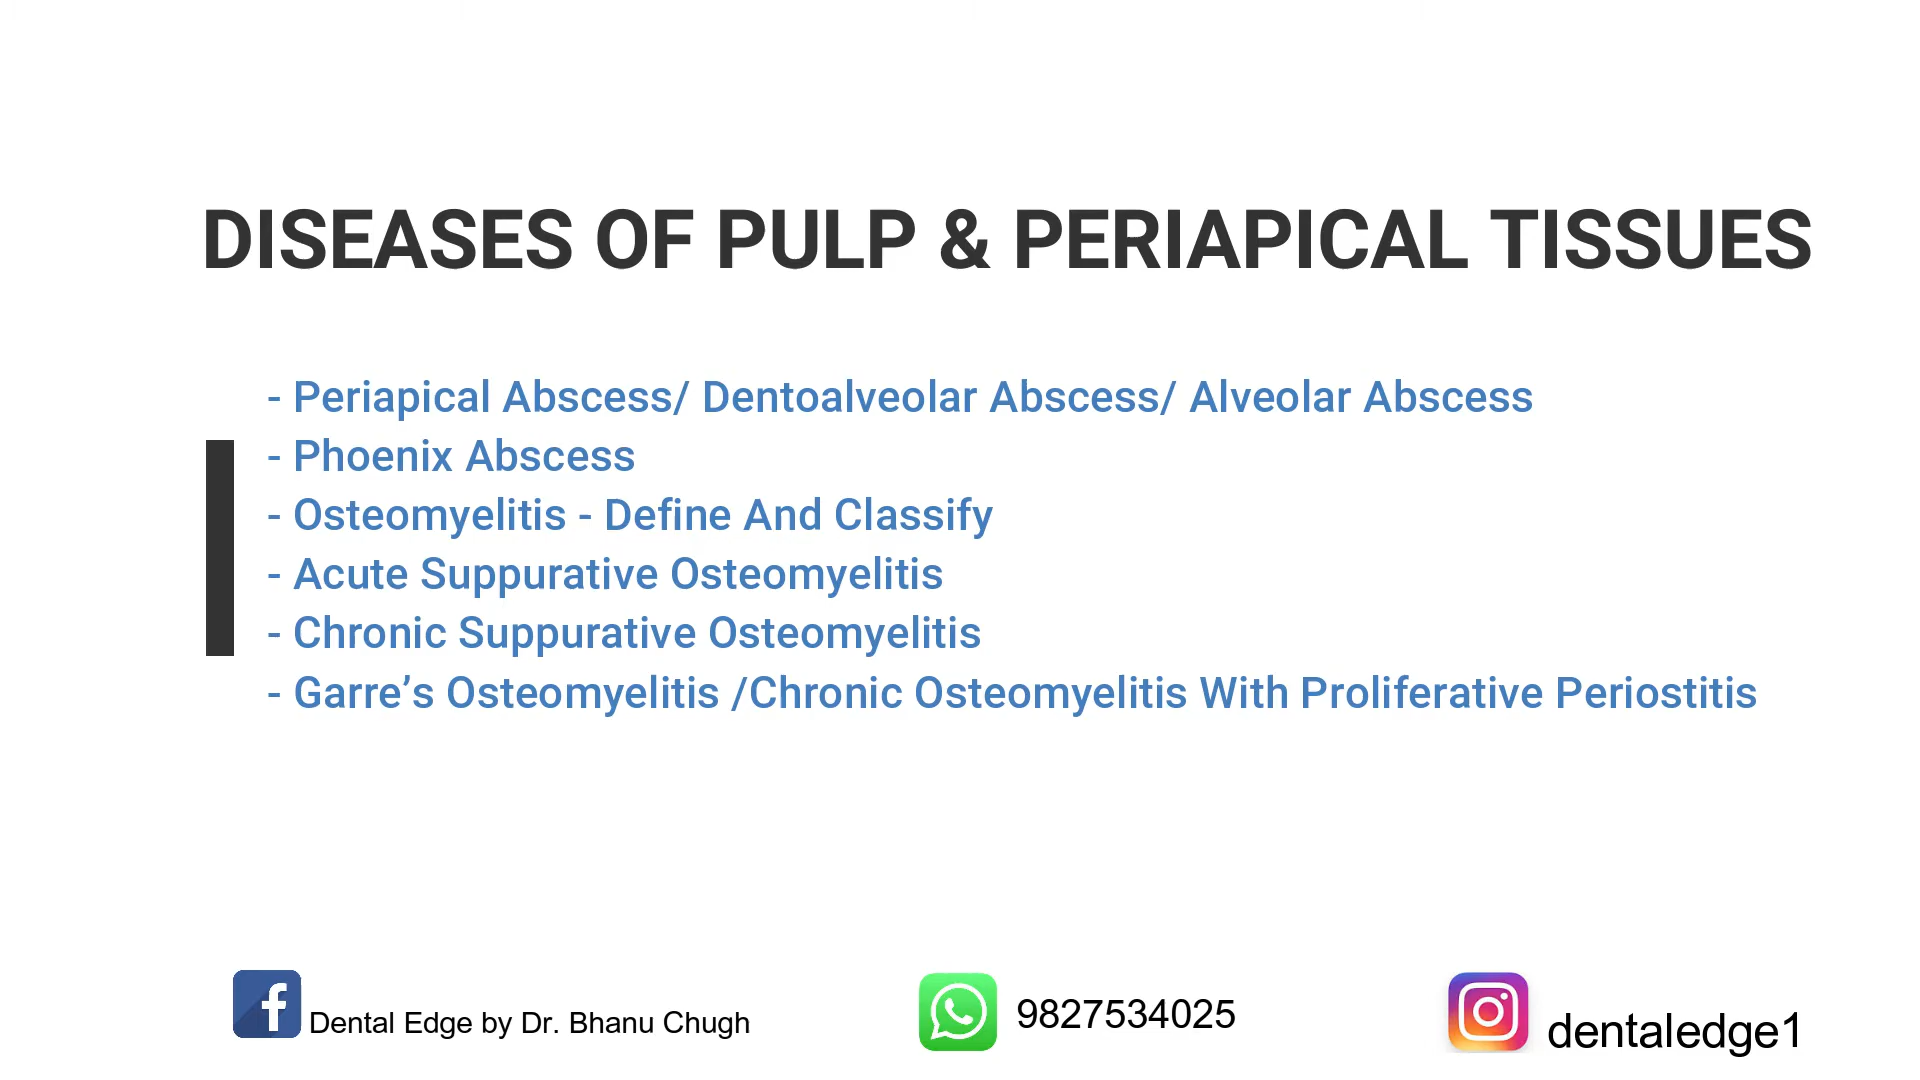 DISEASES OF PULP & PERIAPICAL TISSUES
- Periapical Abscess/ Dentoalveolar Abscess/ Alveolar Abscess
- Phoenix Abscess
- Osteomyelitis - Define And Classify
- Acute Suppurative Osteomyelitis
- Chronic Suppurative Osteomyelitis
- Garre’s Osteomyelitis /Chronic Osteomyelitis With Proliferative Periostitis
Dental Edge by Dr. Bhanu Chugh
9827534025
dentaledge1